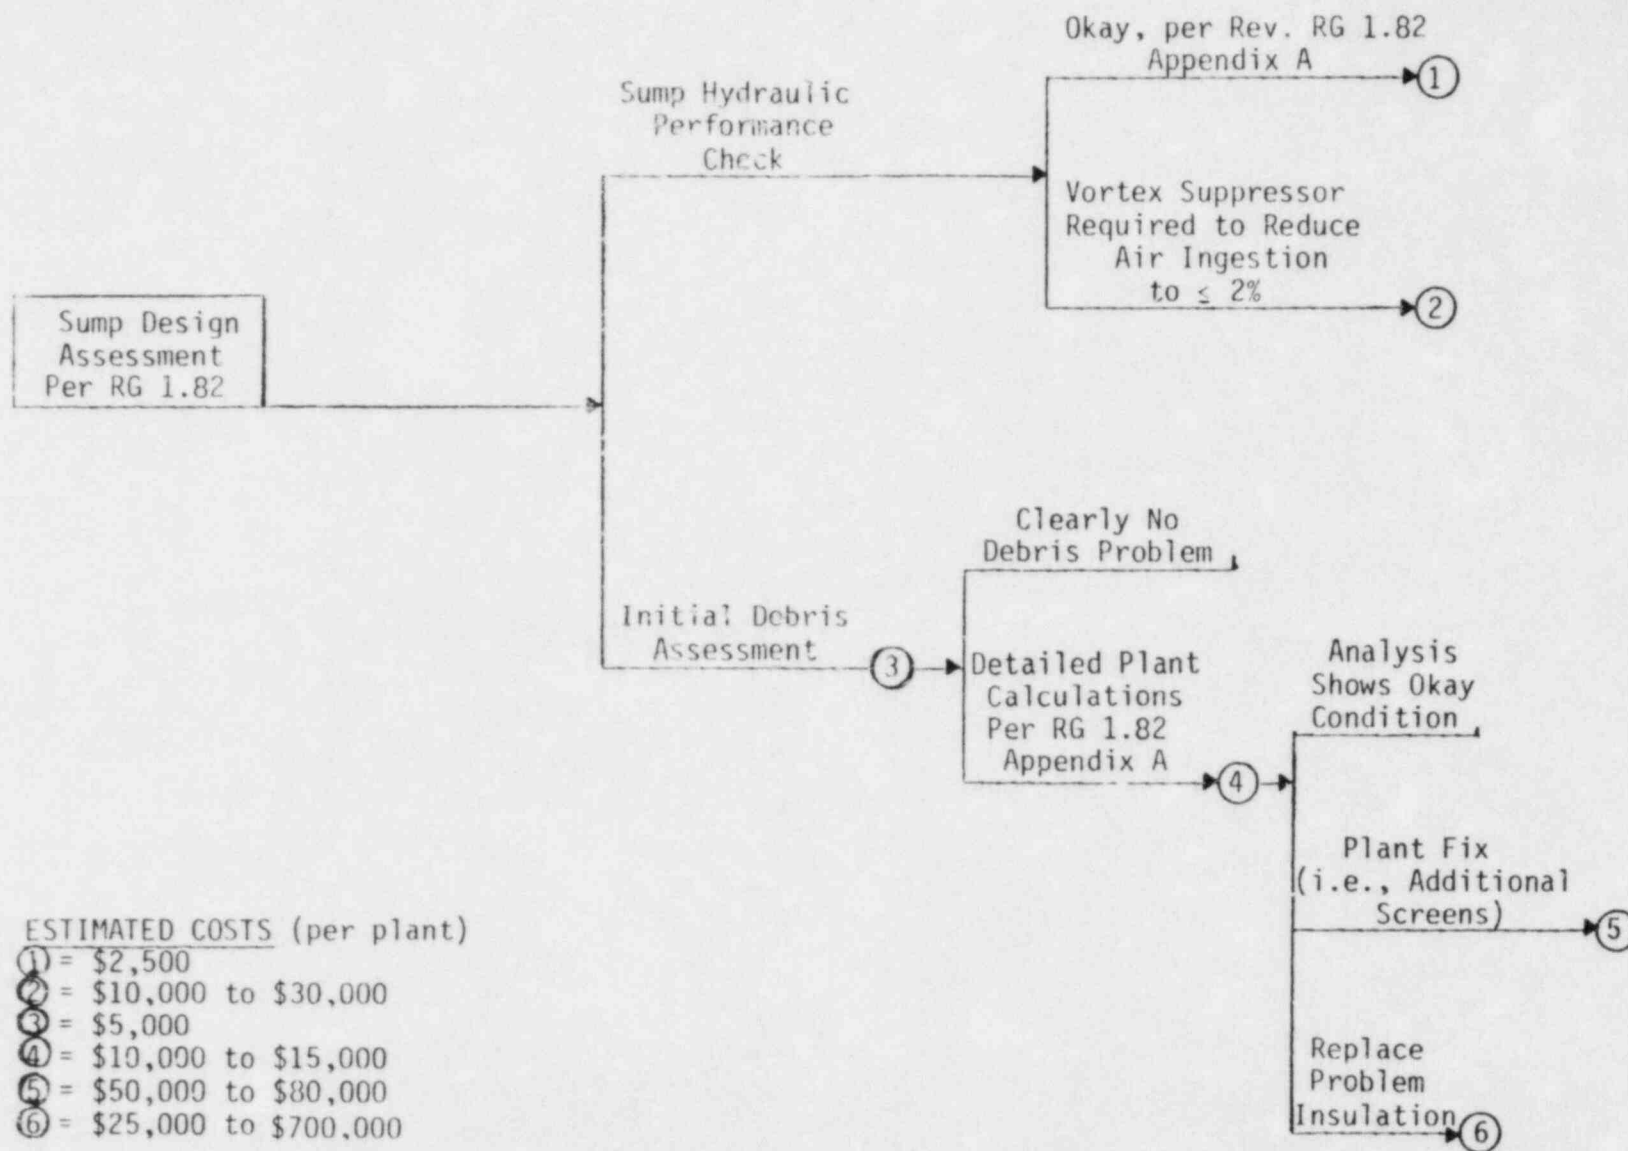 Okay, per Rev. RG 1.82
Appendix A
①
Sump Hydraulic
Performance
Check
Vortex Suppressor
Required to Reduce
Air Ingestion
to ≤ 2%
②
Sump Design
Assessment
Per RG 1.82
Clearly No
Debris Problem
Initial Debris
Assessment
③
Detailed Plant
Calculations
Per RG 1.82
Appendix A
④
Analysis
Shows Okay
Condition
Plant Fix
(i.e., Additional
Screens)
⑤
Replace
Problem
Insulation
⑥
ESTIMATED COSTS (per plant)
① = $2,500
② = $10,000 to $30,000
③ = $5,000
④ = $10,000 to $15,000
⑤ = $50,000 to $80,000
⑥ = $25,000 to $700,000